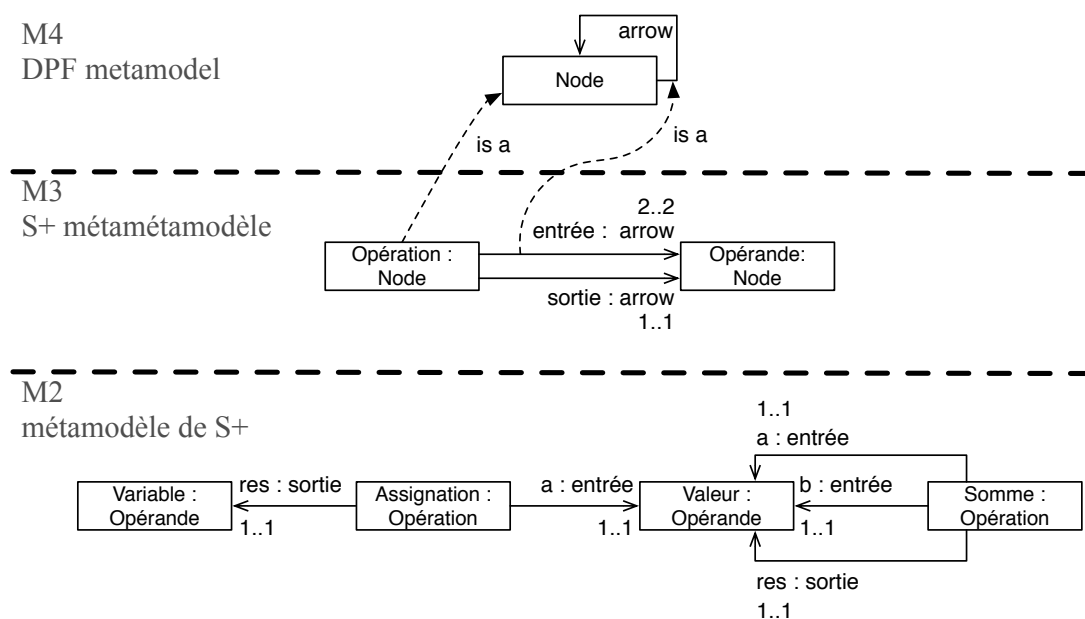 M4
DPF metamodel
arrow
Node
is a
is a
M3
S+ métamétamodèle
2..2
entrée : arrow
Opération :
Node
Opérande:
Node
sortie : arrow
1..1
M2
métamodèle de S+
1..1
a : entrée
Variable :
Opérande
res : sortie
1..1
Assignation :
Opération
a : entrée
1..1
Valeur :
Opérande
b : entrée
1..1
Somme :
Opération
res : sortie
1..1